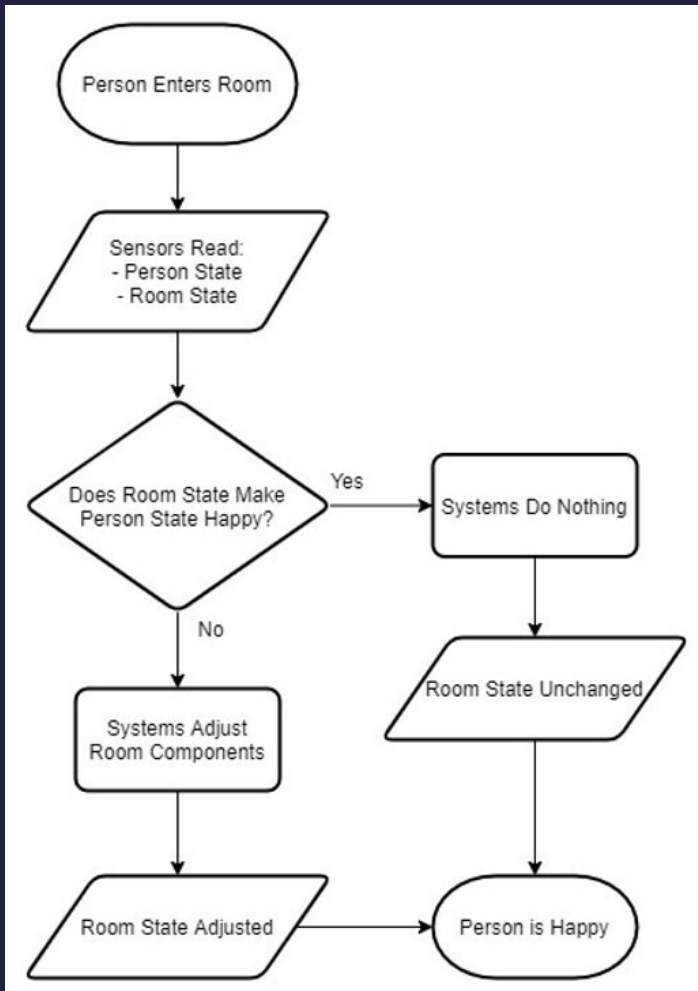 Person Enters Room
Sensors Read:
- Person State
- Room State
Does Room State Make
Person State Happy?
Yes
Systems Do Nothing
No
Room State Unchanged
Systems Adjust
Room Components
Room State Adjusted
Person is Happy